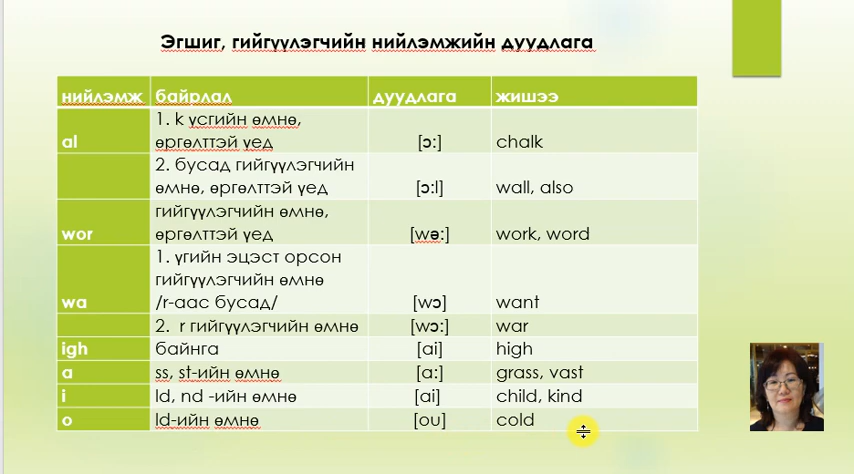 Эгшиг, гийгүүлэгчийн нийлэмжийн дуудлага
нийлэмж байрлал дуудлага жишээ
1. k үсгийн өмнө,
al өргөлттэй үед [ɔ:] chalk
2. бусад гийгүүлэгчийн
өмнө, өргөлттэй үед [ɔ:l] wall, also
гийгүүлэгчийн өмнө,
wor өргөлттэй үед [wə:] work, word
1. үгийн эцэст орсон
гийгүүлэгчийн өмнө
wa /r-аас бусад/ [wɔ] want
2. r гийгүүлэгчийн өмнө [wɔ:] war
igh байнга [ai] high
a ss, st-ийн өмнө [a:] grass, vast
i ld, nd -ийн өмнө [ai] child, kind
o ld-ийн өмнө [ou] cold